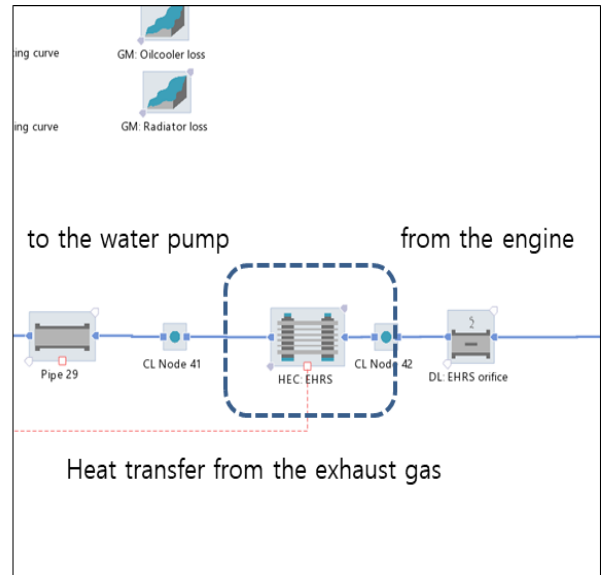 ing curve
GM: Oilcooler loss
ing curve
GM: Radiator loss
to the water pump
from the engine
Pipe 29
CL Node 41
HEC: EHRS
CL Node 42
DL: EHRS orifice
Heat transfer from the exhaust gas